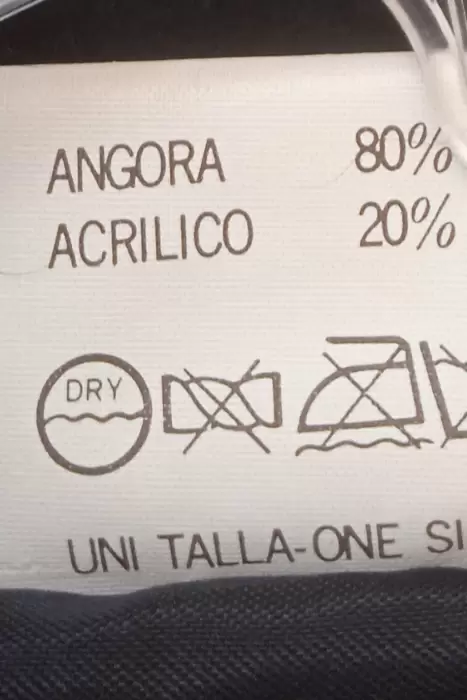 ANGORA 80%
ACRILICO 20%
DRY
UNI TALLA-ONE SI